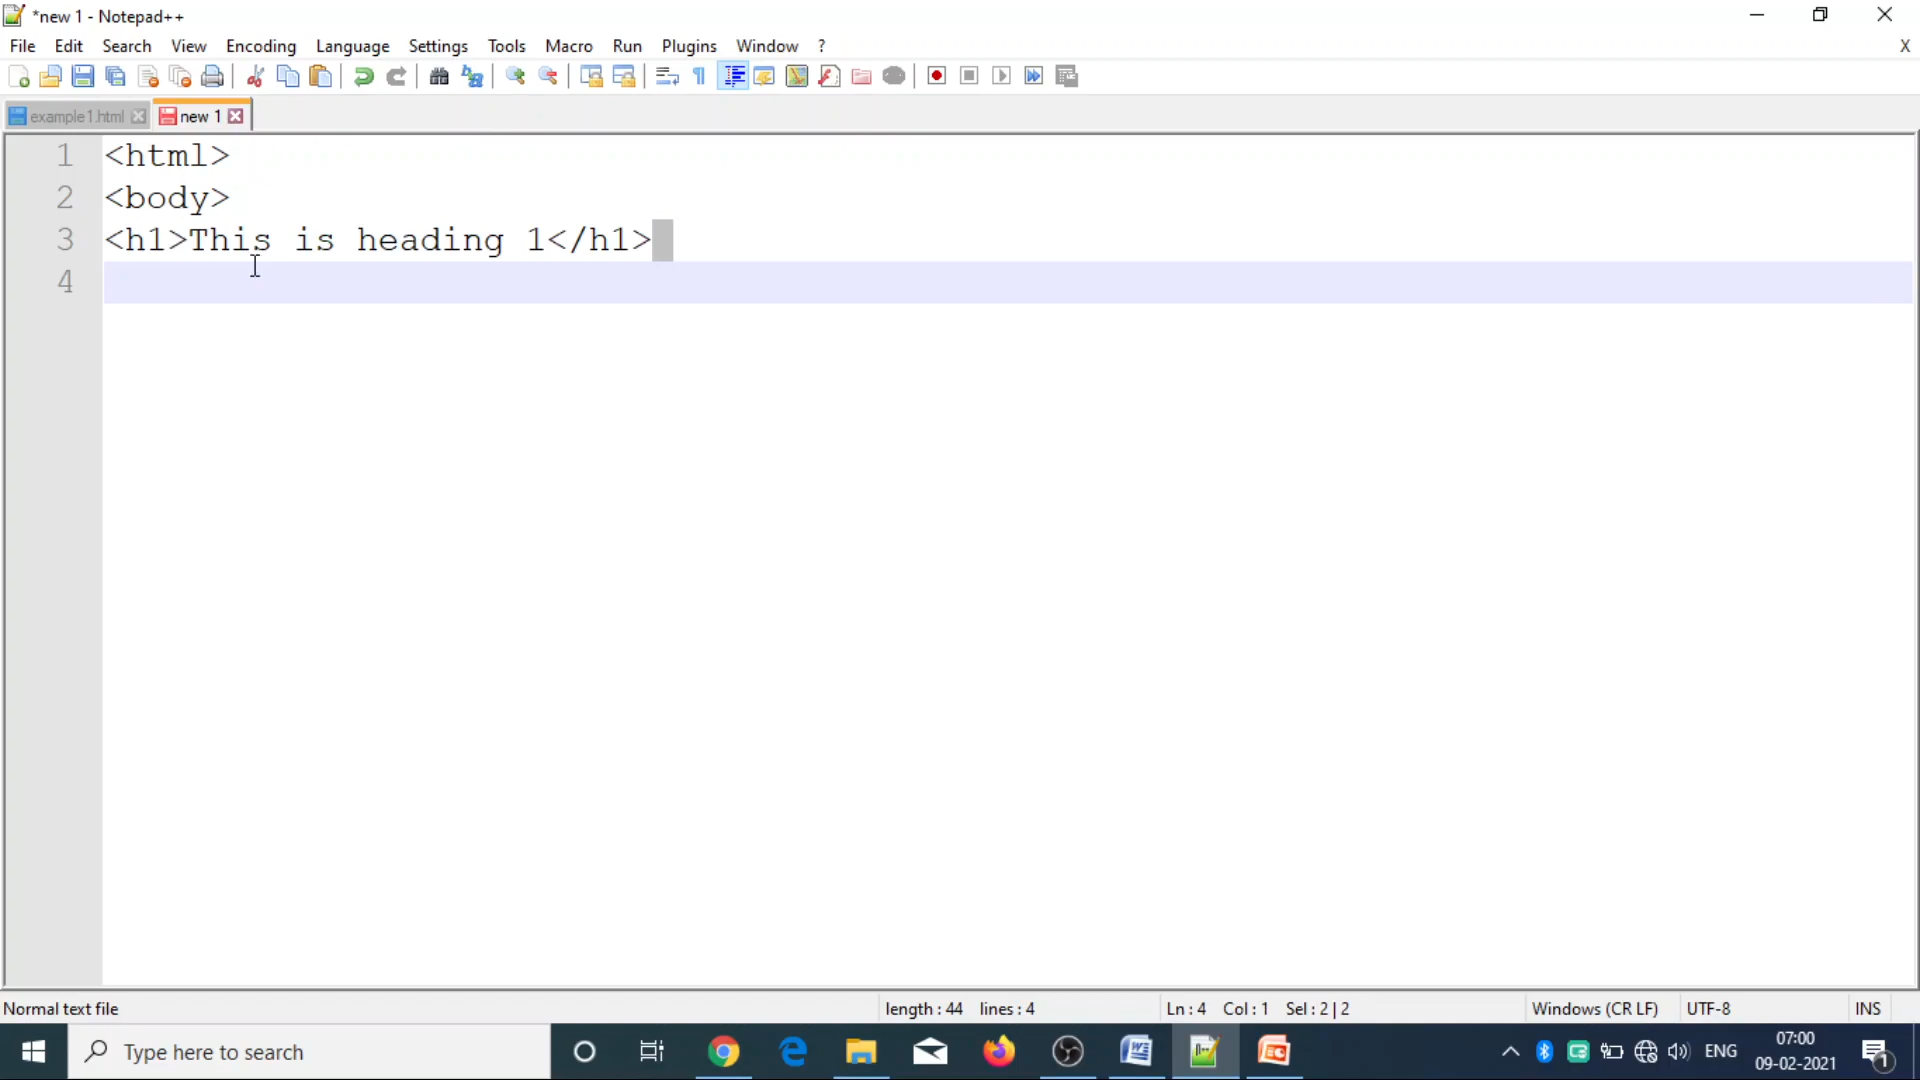 *new 1 - Notepad++
File Edit Search View Encoding Language Settings Tools Macro Run Plugins Window ? X
example1.html new 1
1 <html>
2 <body>
3 <h1>This is heading 1</h1>
4
Normal text file length : 44 lines : 4 Ln : 4 Col : 1 Sel : 2 | 2 Windows (CR LF) UTF-8 INS
Type here to search ENG 07:00
09-02-2021 1